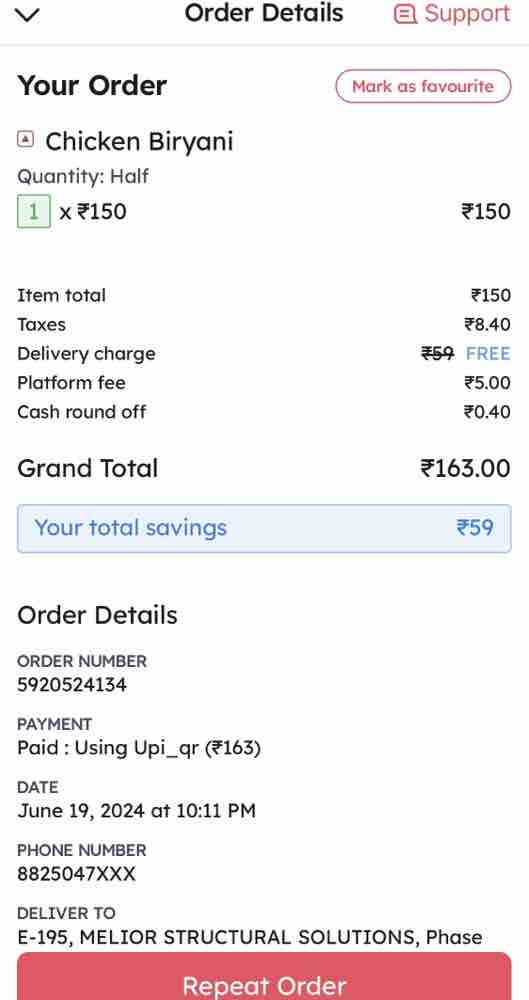 Order Details
Support
Your Order
Mark as favourite
Chicken Biryani
Quantity: Half
1 x ₹150 ₹150
Item total ₹150
Taxes ₹8.40
Delivery charge ₹59 FREE
Platform fee ₹5.00
Cash round off ₹0.40
Grand Total ₹163.00
Your total savings ₹59
Order Details
ORDER NUMBER
5920524134
PAYMENT
Paid : Using Upi_qr (₹163)
DATE
June 19, 2024 at 10:11 PM
PHONE NUMBER
8825047XXX
DELIVER TO
E-195, MELIOR STRUCTURAL SOLUTIONS, Phase
Repeat Order